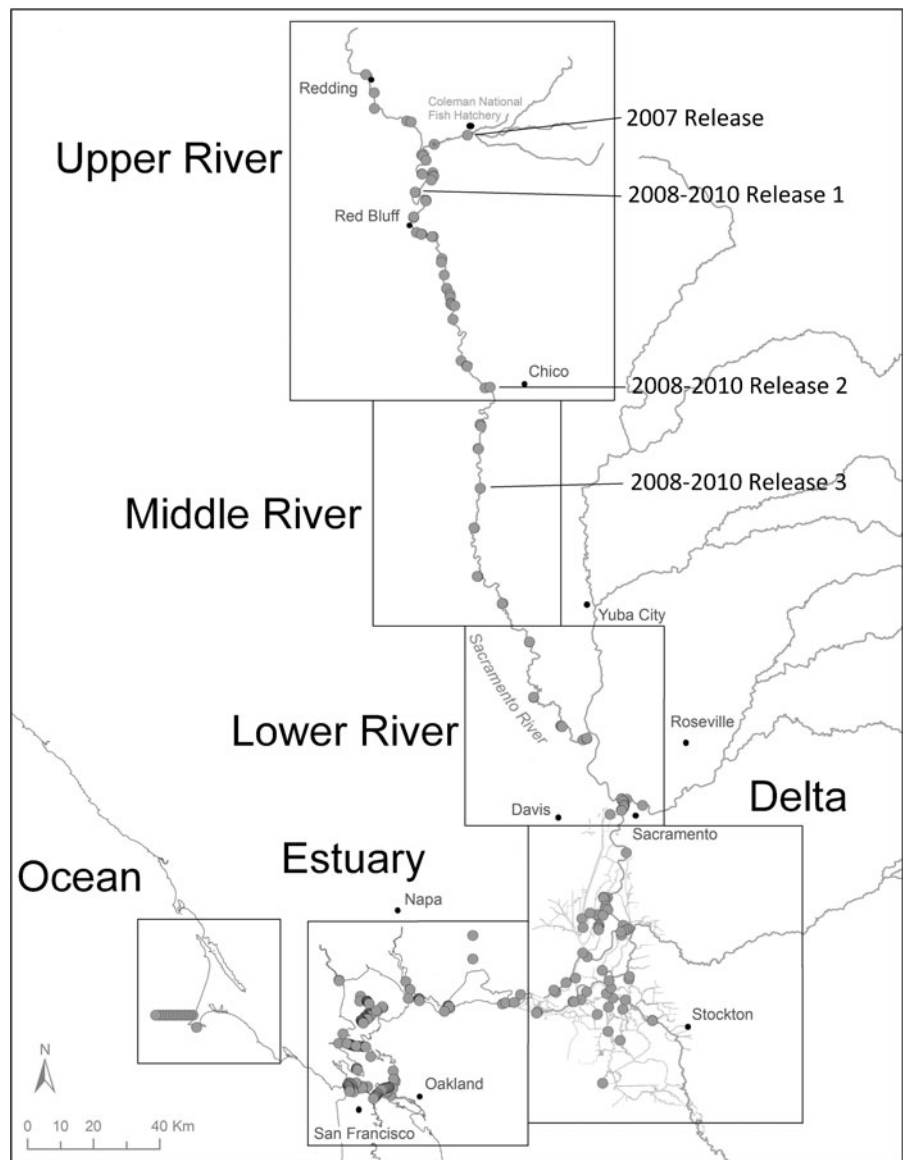 Redding
Coleman National
Fish Hatchery
2007 Release
Upper River
2008-2010 Release 1
Red Bluff
Chico
2008-2010 Release 2
2008-2010 Release 3
Middle River
Yuba City
Sacramento River
Lower River
Roseville
Davis
Sacramento
Delta
Estuary
Ocean
Napa
Stockton
N
Oakland
San Francisco
0 10 20 40 Km